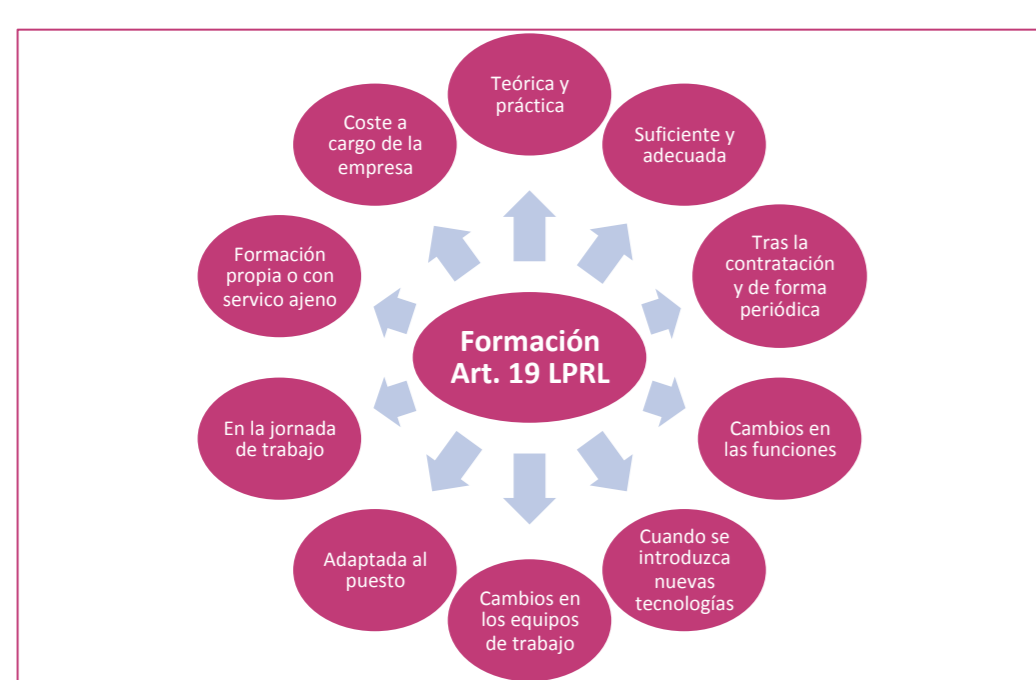 Teórica y
práctica
Suficiente y
adecuada
Tras la
contratación
y de forma
periódica
Cambios en
las funciones
Cuando se
introduzca
nuevas
tecnologías
Cambios en
los equipos
de trabajo
Adaptada al
puesto
En la jornada
de trabajo
Formación
propia o con
servico ajeno
Coste a
cargo de la
empresa
Formación
Art. 19 LPRL